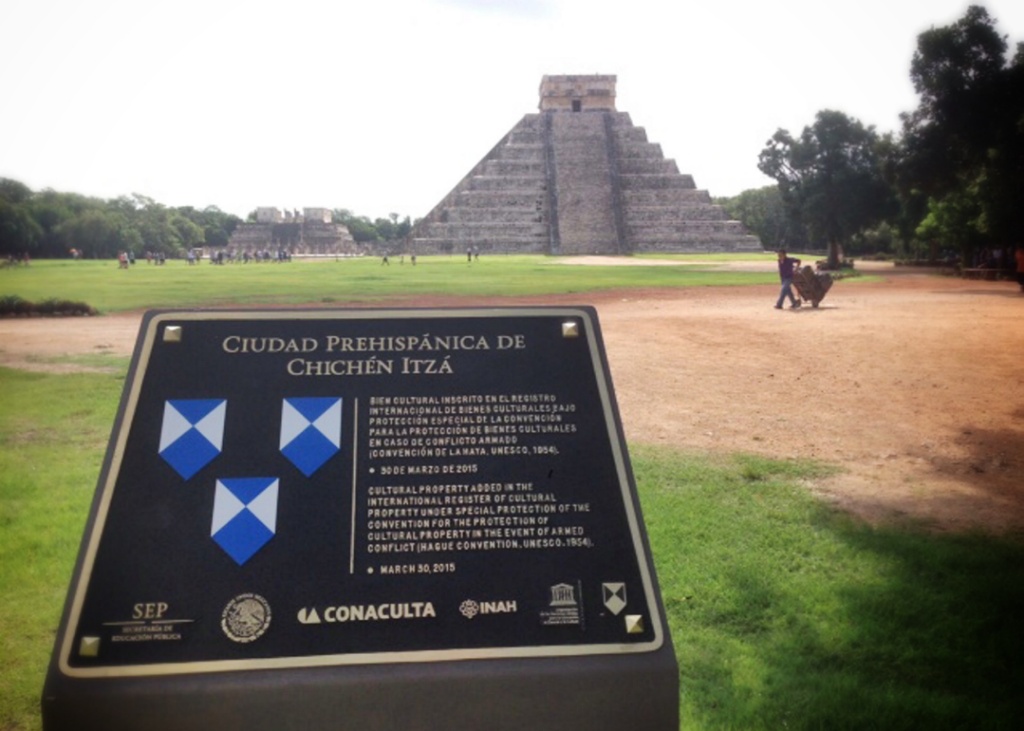 CIUDAD PREHISPÁNICA DE
CHICHÉN ITZÁ
BIEN CULTURAL INSCRITO EN EL REGISTRO
INTERNACIONAL DE BIENES CULTURALES BAJO
PROTECCIÓN ESPECIAL DE LA CONVENCIÓN
PARA LA PROTECCIÓN DE BIENES CULTURALES
EN CASO DE CONFLICTO ARMADO
(CONVENCIÓN DE LA HAYA, UNESCO, 1954).
• 30 DE MARZO DE 2015
CULTURAL PROPERTY ADDED IN THE
INTERNATIONAL REGISTER OF CULTURAL
PROPERTY UNDER SPECIAL PROTECTION OF THE
CONVENTION FOR THE PROTECTION OF
CULTURAL PROPERTY IN THE EVENT OF ARMED
CONFLICT (HAGUE CONVENTION, UNESCO, 1954).
• MARCH 30, 2015
SEP
SECRETARÍA DE
EDUCACIÓN PÚBLICA
CONACULTA
INAH